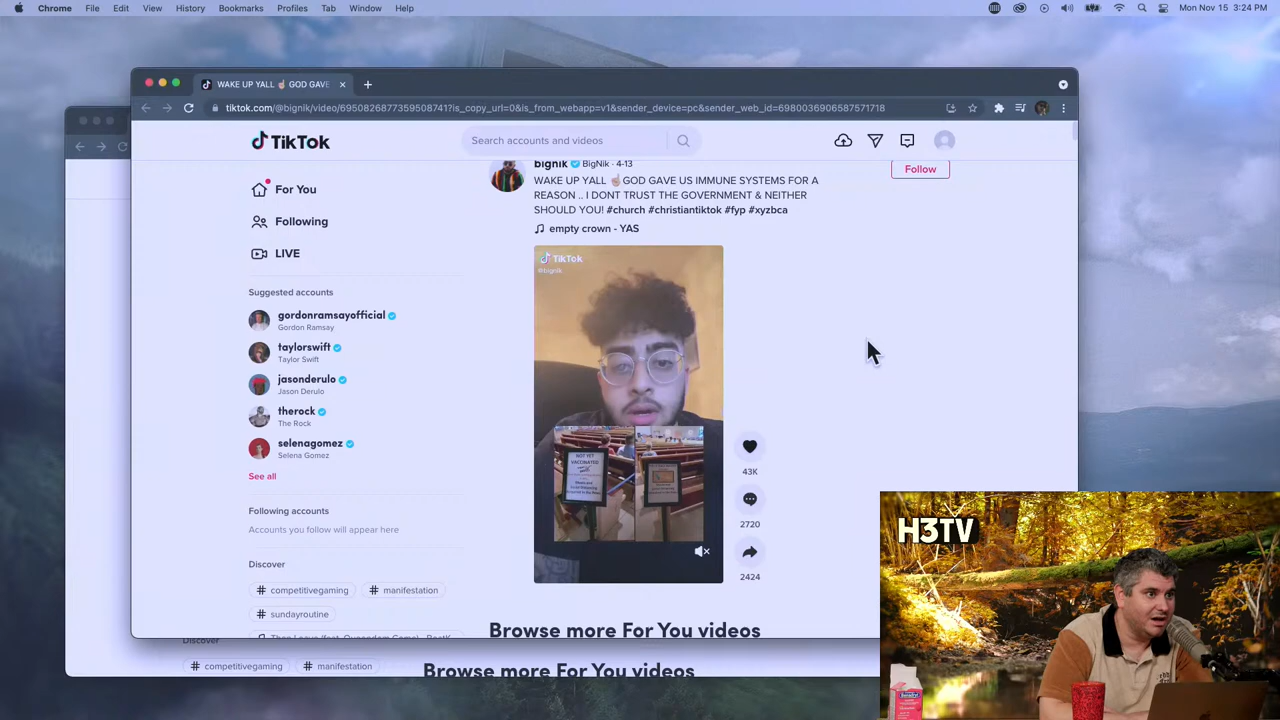 Chrome File Edit View History Bookmarks Profiles Tab Window Help
Mon Nov 15 3:24 PM
WAKE UP YALL ☝🏽 GOD GAVE
tiktok.com/@bignik/video/6950826877359508741?is_copy_url=0&is_from_webapp=v1&sender_device=pc&sender_web_id=6980036906587571718
TikTok
Search accounts and videos
For You
Following
LIVE
Suggested accounts
gordonramsayofficial
Gordon Ramsay
taylorswift
Taylor Swift
jasonderulo
Jason Derulo
therock
The Rock
selenagomez
Selena Gomez
See all
Following accounts
Accounts you follow will appear here
Discover
# competitivegaming
# manifestation
# sundayroutine
bignik BigNik · 4-13
Follow
WAKE UP YALL ☝🏽GOD GAVE US IMMUNE SYSTEMS FOR A
REASON .. I DONT TRUST THE GOVERNMENT & NEITHER
SHOULD YOU! #church #christiantiktok #fyp #xyzbca
empty crown - YAS
TikTok
@bignik
NOT YET
VACCINATED
43K
2720
2424
Browse more For You videos
Discover
# competitivegaming
# manifestation
Browse more For You videos
H3TV